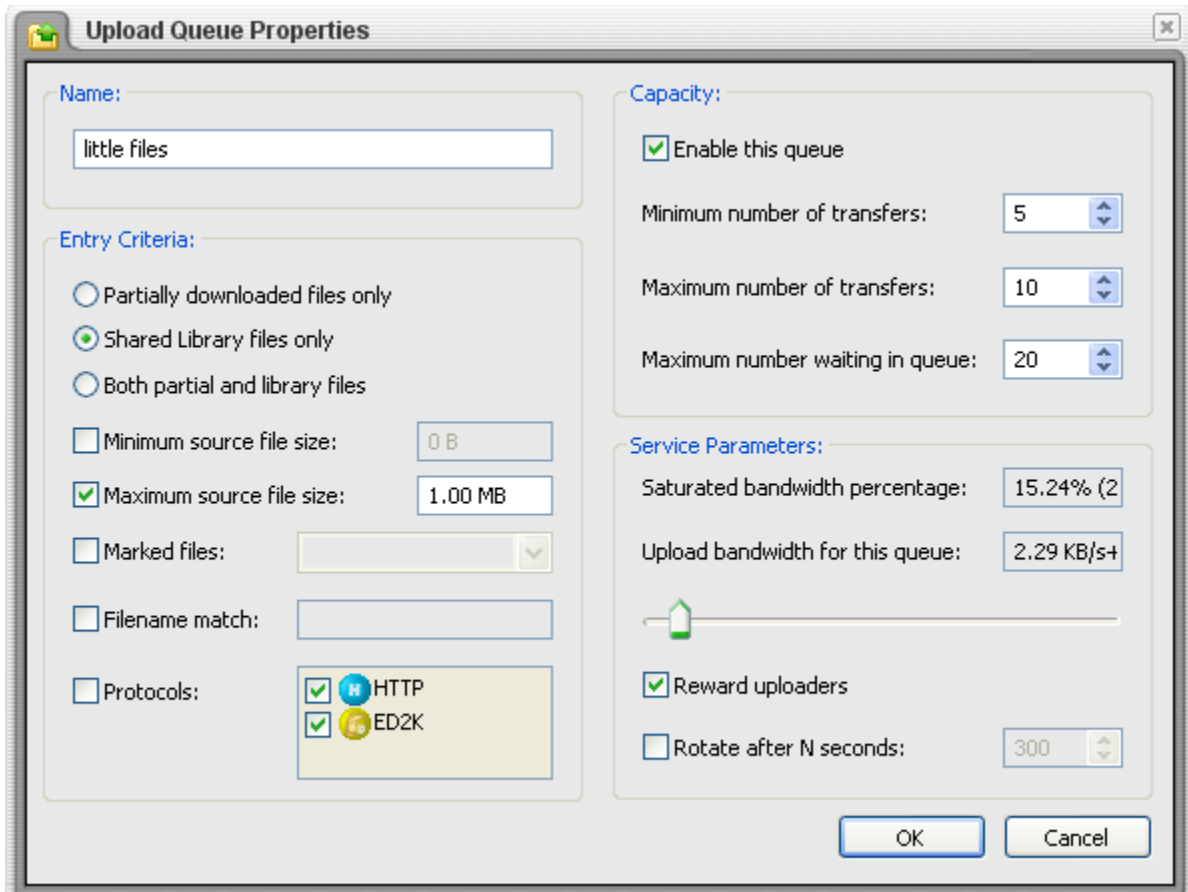 Upload Queue Properties
Name:
little files
Entry Criteria:
Partially downloaded files only
Shared Library files only
Both partial and library files
Minimum source file size: 0 B
Maximum source file size: 1.00 MB
Marked files:
Filename match:
Protocols:
HTTP
ED2K
Capacity:
Enable this queue
Minimum number of transfers: 5
Maximum number of transfers: 10
Maximum number waiting in queue: 20
Service Parameters:
Saturated bandwidth percentage: 15.24% (2
Upload bandwidth for this queue: 2.29 KB/s+
Reward uploaders
Rotate after N seconds: 300
OK Cancel